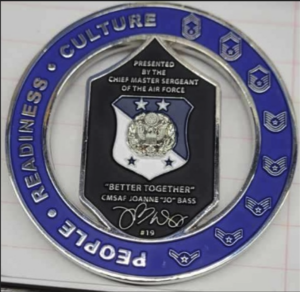 PEOPLE • READINESS • CULTURE
PRESENTED
BY THE
CHIEF MASTER SERGEANT
OF THE AIR FORCE
"BETTER TOGETHER"
CMSAF JOANNE "JO" BASS
#19